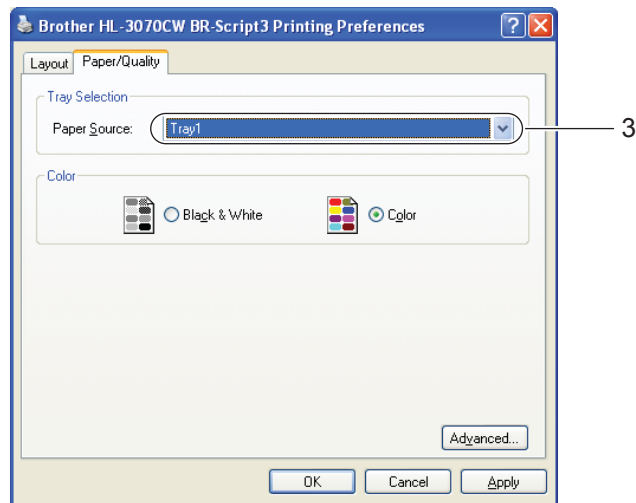 Brother HL-3070CW BR-Script3 Printing Preferences
Layout Paper/Quality
Tray Selection
Paper Source: Tray1 3
Color
Black & White Color
Advanced...
OK Cancel Apply